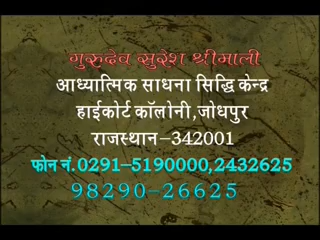 गुरुदेव सुरेश श्रीमाली
आध्यात्मिक साधना सिद्धि केन्द्र
हाईकोर्ट कॉलोनी,जोधपुर
राजस्थान–342001
फोन नं.0291–5190000,2432625
98290–26625